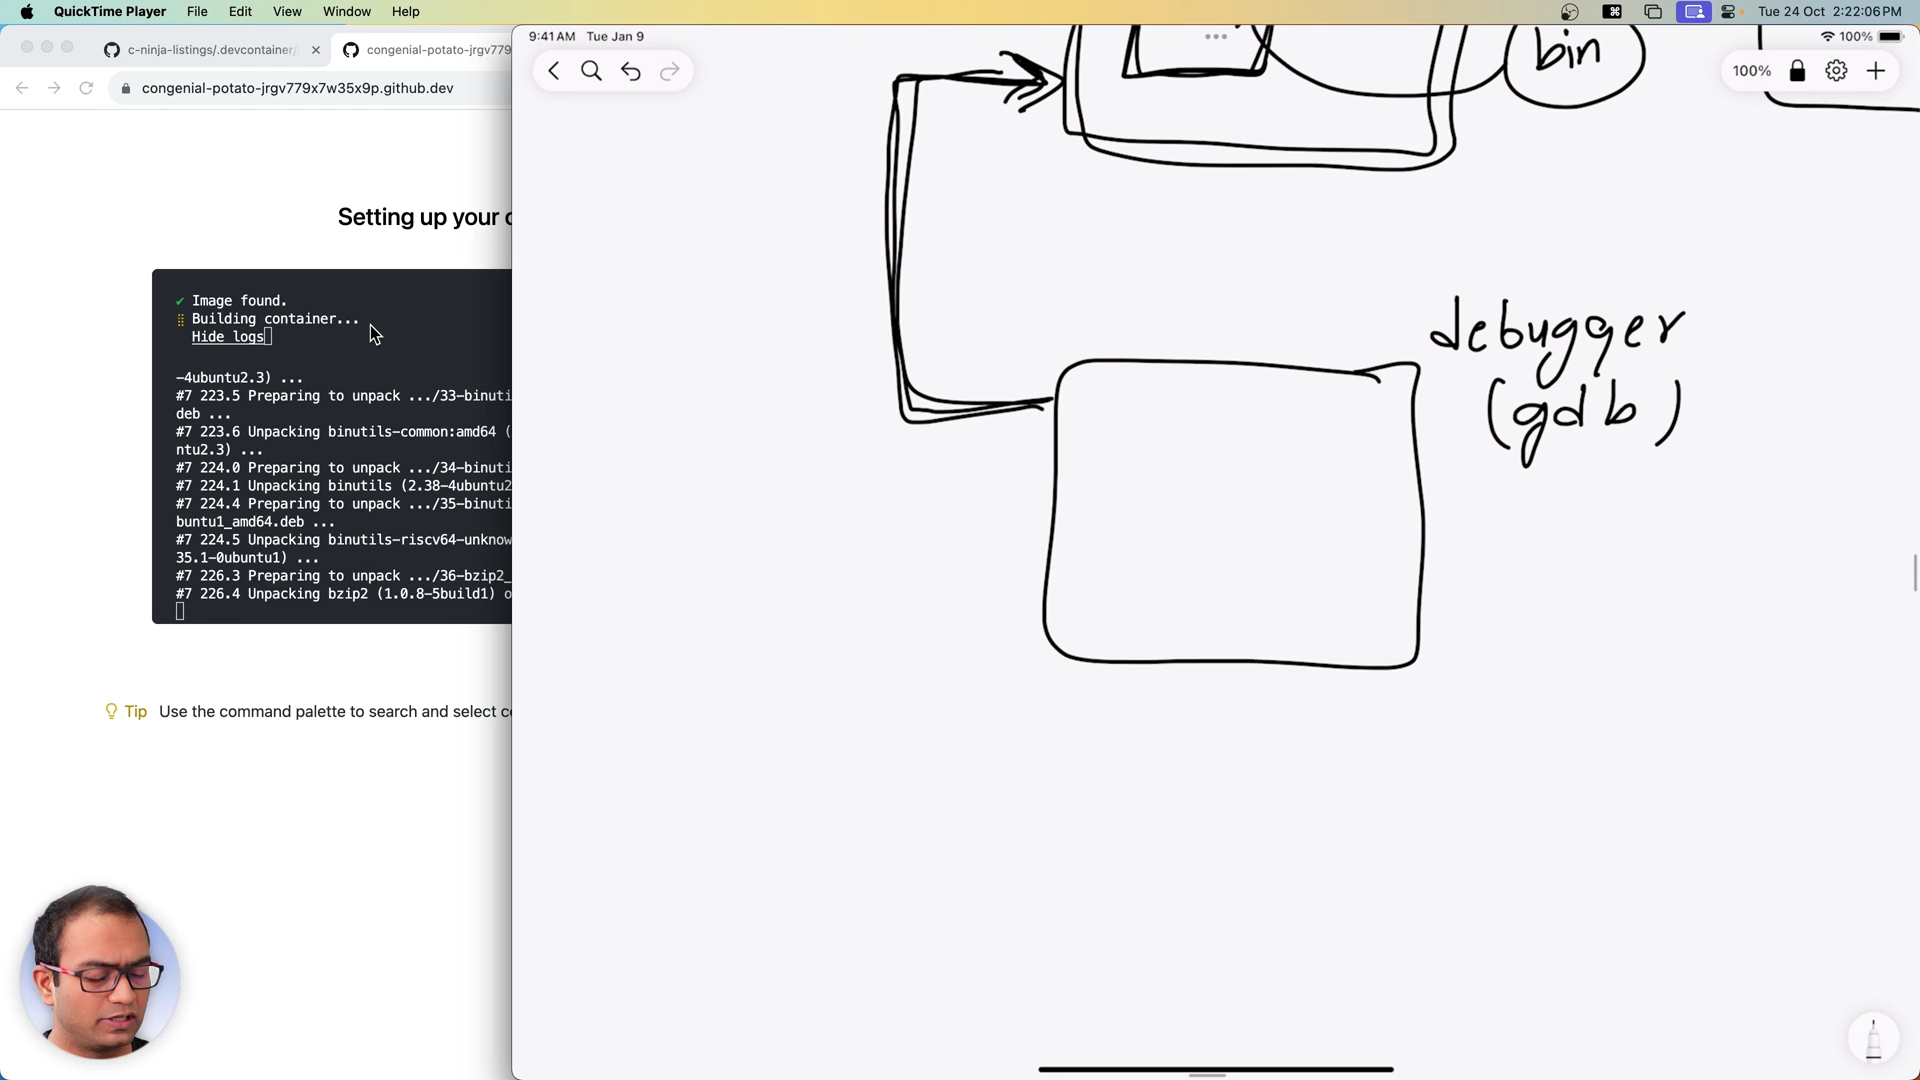 QuickTime Player File Edit View Window Help
Tue 24 Oct 2:22:06 PM
c-ninja-listings/.devcontainer/
congenial-potato-jrgv779
congenial-potato-jrgv779x7w35x9p.github.dev
Setting up your
✔ Image found.
Building container...
Hide logs
-4ubuntu2.3) ...
#7 223.5 Preparing to unpack .../33-binuti
deb ...
#7 223.6 Unpacking binutils-common:amd64 (
ntu2.3) ...
#7 224.0 Preparing to unpack .../34-binuti
#7 224.1 Unpacking binutils (2.38-4ubuntu2
#7 224.4 Preparing to unpack .../35-binuti
buntu1_amd64.deb ...
#7 224.5 Unpacking binutils-riscv64-unknow
35.1-0ubuntu1) ...
#7 226.3 Preparing to unpack .../36-bzip2_
#7 226.4 Unpacking bzip2 (1.0.8-5build1) o
Tip Use the command palette to search and select
9:41 AM Tue Jan 9
100%
100%
bin
debugger
(gdb)